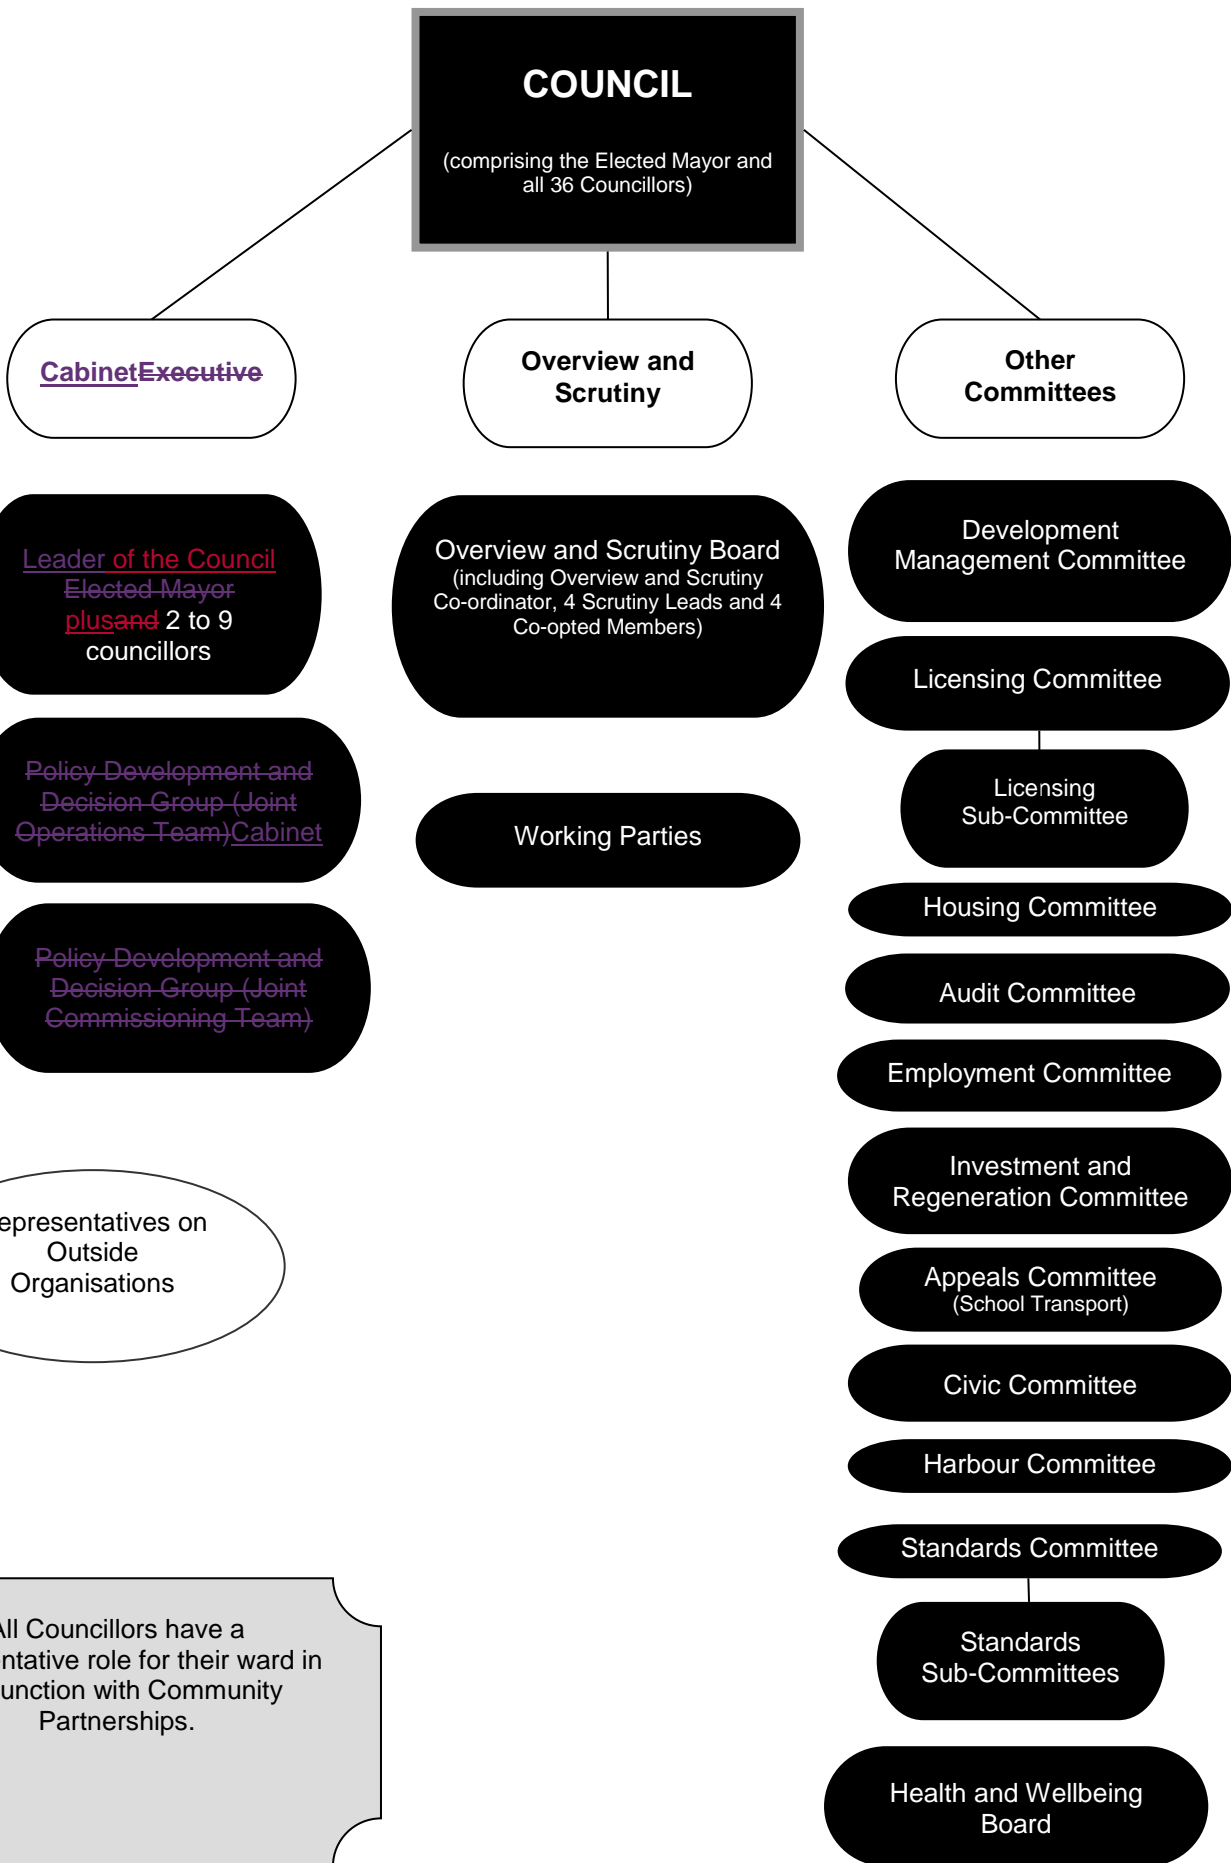 COUNCIL
(comprising the Elected Mayor and
all 36 Councillors)
CabinetExecutive
Overview and
Scrutiny
Other
Committees
Leader of the Council
Elected Mayor
plusand 2 to 9
councillors
Policy Development and
Decision Group (Joint
Operations Team)Cabinet
Policy Development and
Decision Group (Joint
Commissioning Team)
epresentatives on
Outside
Organisations
All Councillors have a
entative role for their ward in
unction with Community
Partnerships.
Overview and Scrutiny Board
(including Overview and Scrutiny
Co-ordinator, 4 Scrutiny Leads and 4
Co-opted Members)
Working Parties
Development
Management Committee
Licensing Committee
Licensing
Sub-Committee
Housing Committee
Audit Committee
Employment Committee
Investment and
Regeneration Committee
Appeals Committee
(School Transport)
Civic Committee
Harbour Committee
Standards Committee
Standards
Sub-Committees
Health and Wellbeing
Board